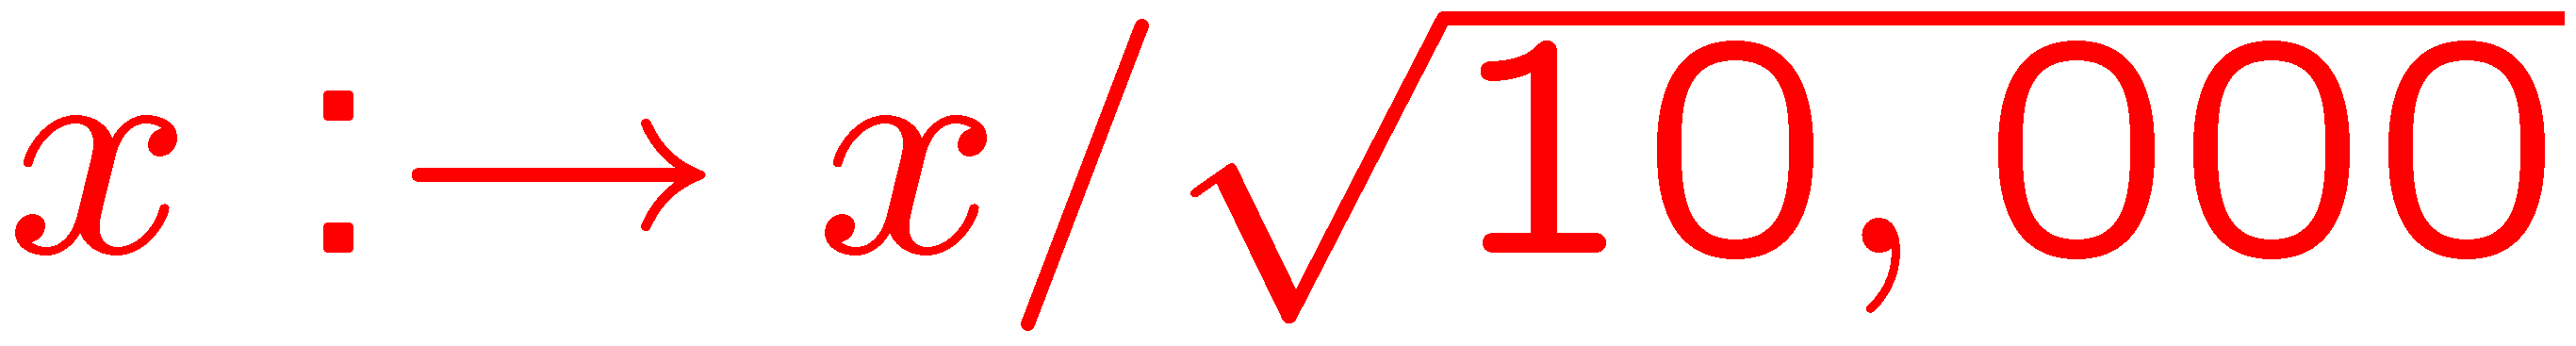 x :→ x/√10,000